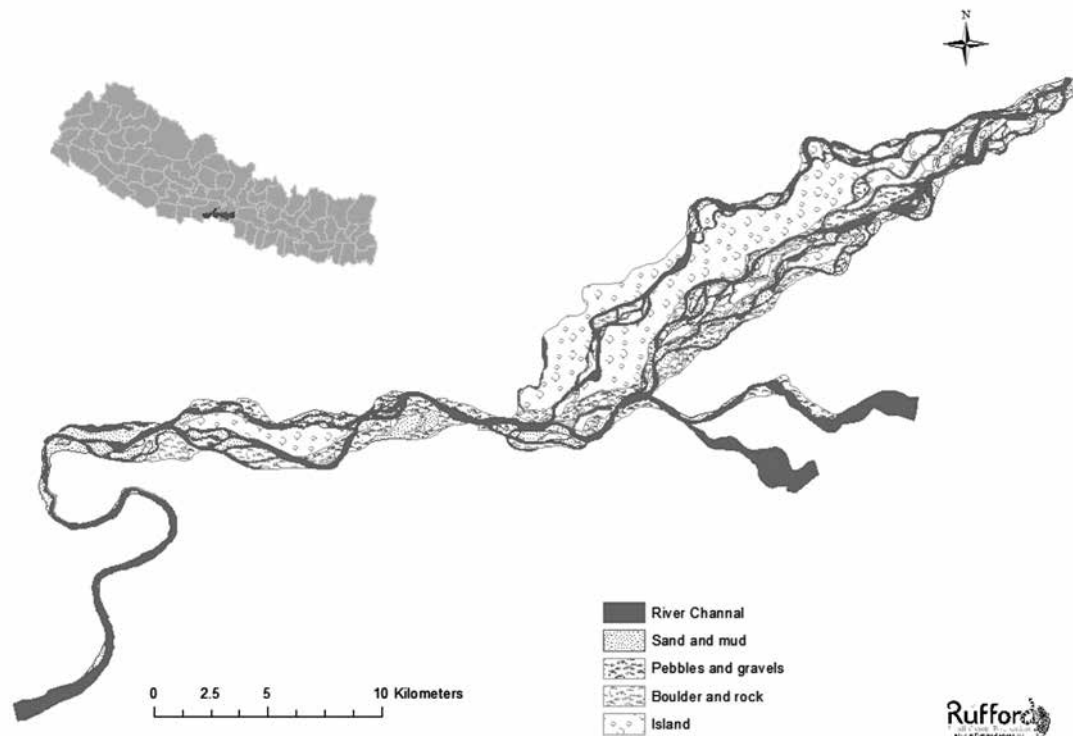 N
River Channal
Sand and mud
Pebbles and gravels
Boulder and rock
Island
0 2.5 5 10 Kilometers
Rufford